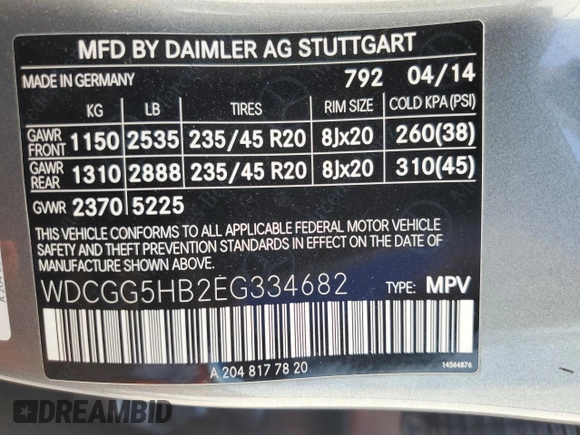 MFD BY DAIMLER AG STUTTGART
MADE IN GERMANY 792 04/14
KG LB TIRES RIM SIZE COLD KPA(PSI)
GAWR FRONT 1150 2535 235/45 R20 8Jx20 260(38)
GAWR REAR 1310 2888 235/45 R20 8Jx20 310(45)
GVWR 2370 5225
THIS VEHICLE CONFORMS TO ALL APPLICABLE FEDERAL MOTOR VEHICLE
SAFETY AND THEFT PREVENTION STANDARDS IN EFFECT ON THE DATE OF
MANUFACTURE SHOWN ABOVE.
WDCGG5HB2EG334682 TYPE: MPV
A 204 817 78 20
14564876
DREAMBID